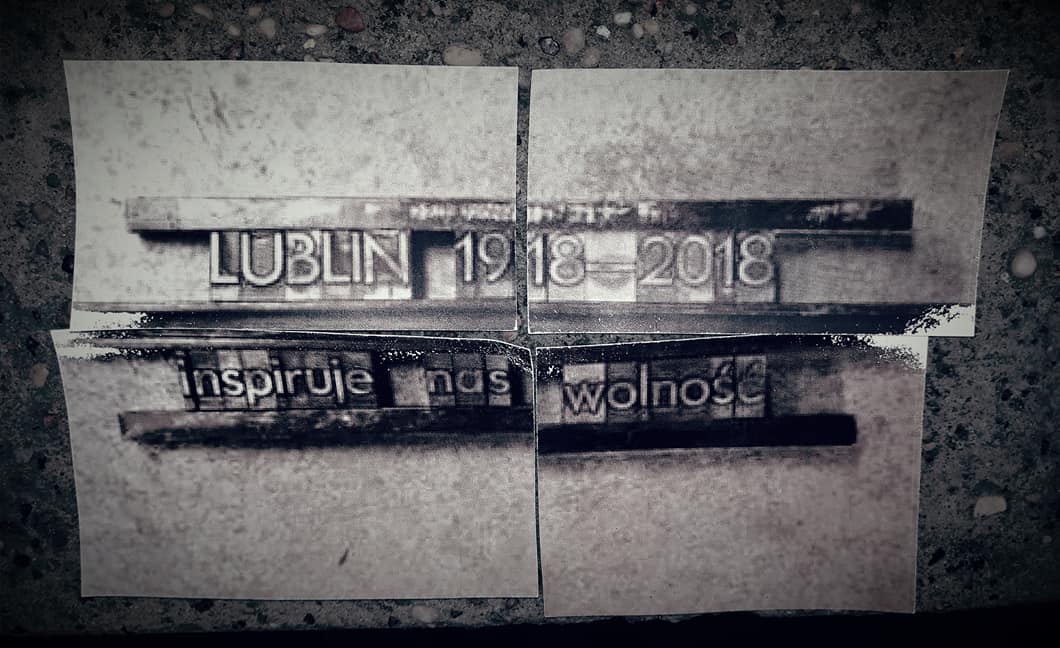 LUBLIN 1918 – 2018
inspiruje nas wolność